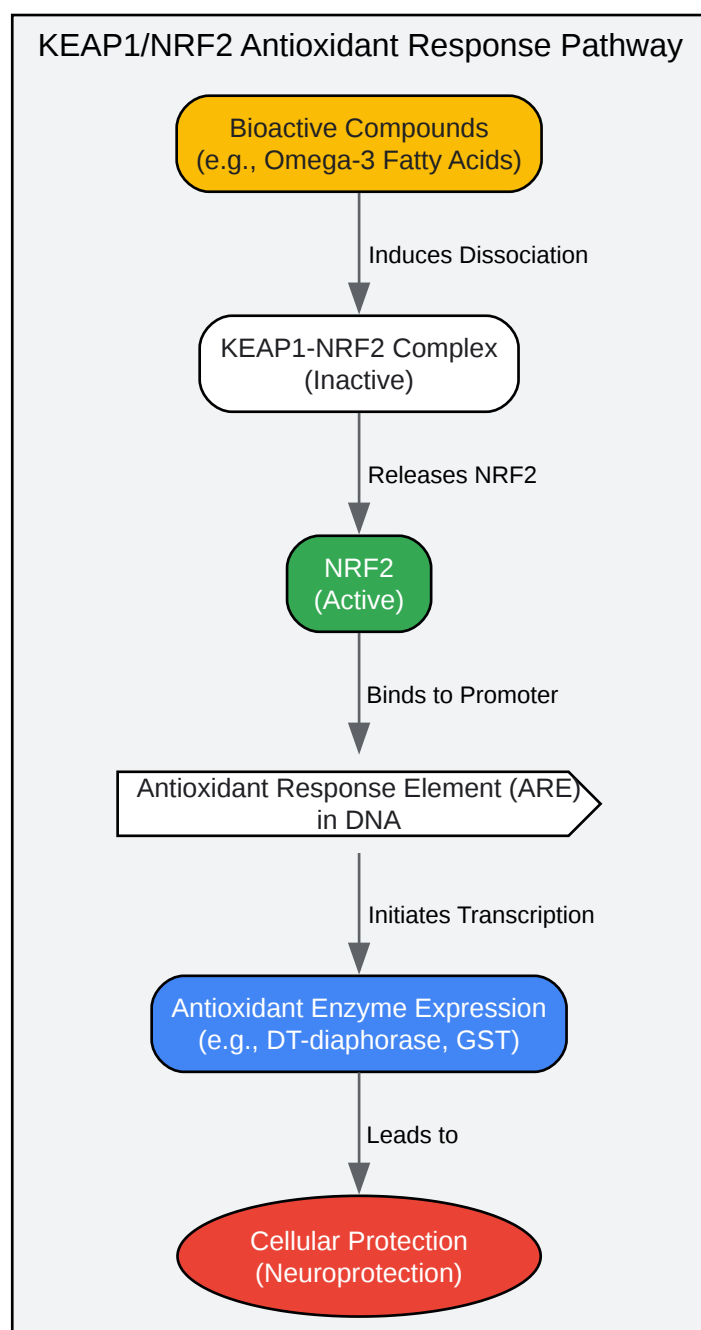 KEAP1/NRF2 Antioxidant Response Pathway
Bioactive Compounds
(e.g., Omega-3 Fatty Acids)
Induces Dissociation
KEAP1-NRF2 Complex
(Inactive)
Releases NRF2
NRF2
(Active)
Binds to Promoter
Antioxidant Response Element (ARE)
in DNA
Initiates Transcription
Antioxidant Enzyme Expression
(e.g., DT-diaphorase, GST)
Leads to
Cellular Protection
(Neuroprotection)